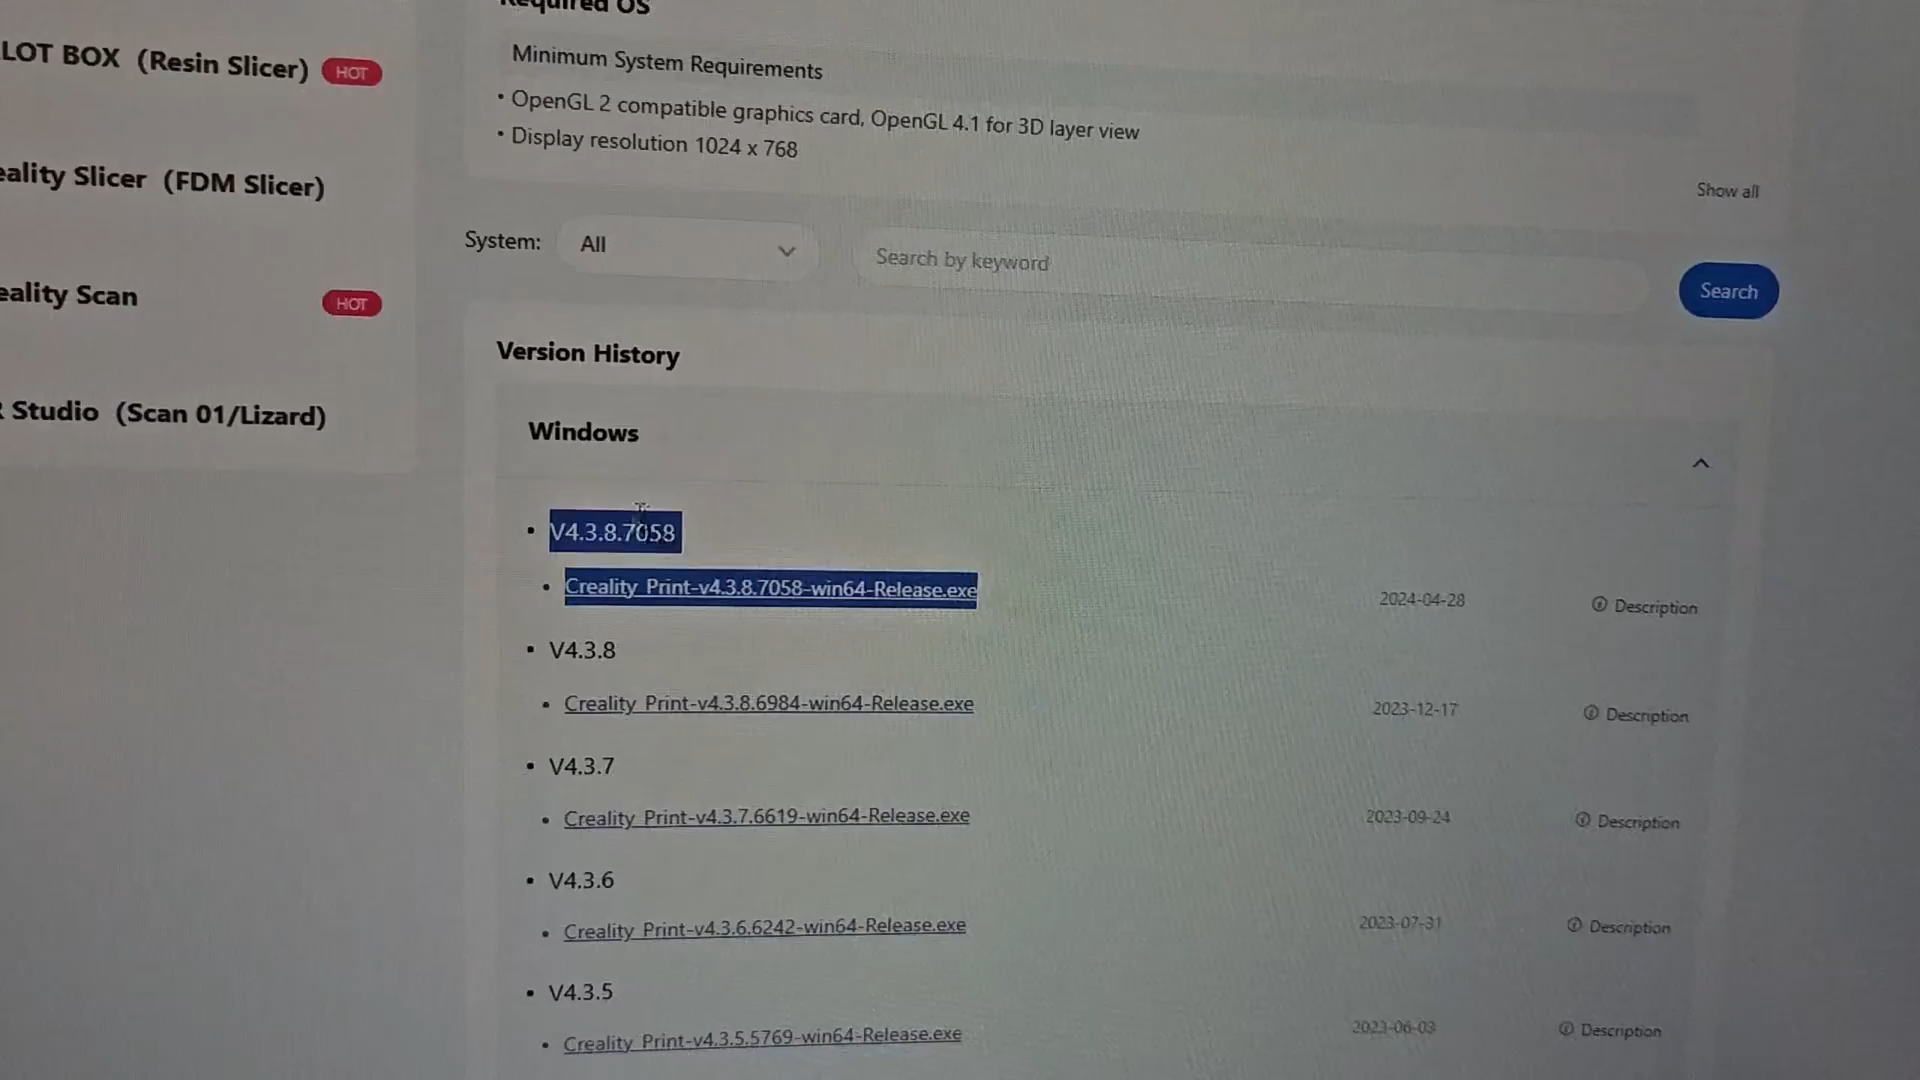 Required OS
Minimum System Requirements
• OpenGL 2 compatible graphics card, OpenGL 4.1 for 3D layer view
• Display resolution 1024 x 768
Show all
LOT BOX (Resin Slicer) HOT
eality Slicer (FDM Slicer)
eality Scan HOT
Studio (Scan 01/Lizard)
System: All Search by keyword Search
Version History
Windows
• V4.3.8.7058
• Creality_Print-v4.3.8.7058-win64-Release.exe 2024-04-28 Description
• V4.3.8
• Creality_Print-v4.3.8.6984-win64-Release.exe 2023-12-17 Description
• V4.3.7
• Creality_Print-v4.3.7.6619-win64-Release.exe 2023-09-24 Description
• V4.3.6
• Creality_Print-v4.3.6.6242-win64-Release.exe 2023-07-31 Description
• V4.3.5
• Creality_Print-v4.3.5.5769-win64-Release.exe 2023-06-03 Description